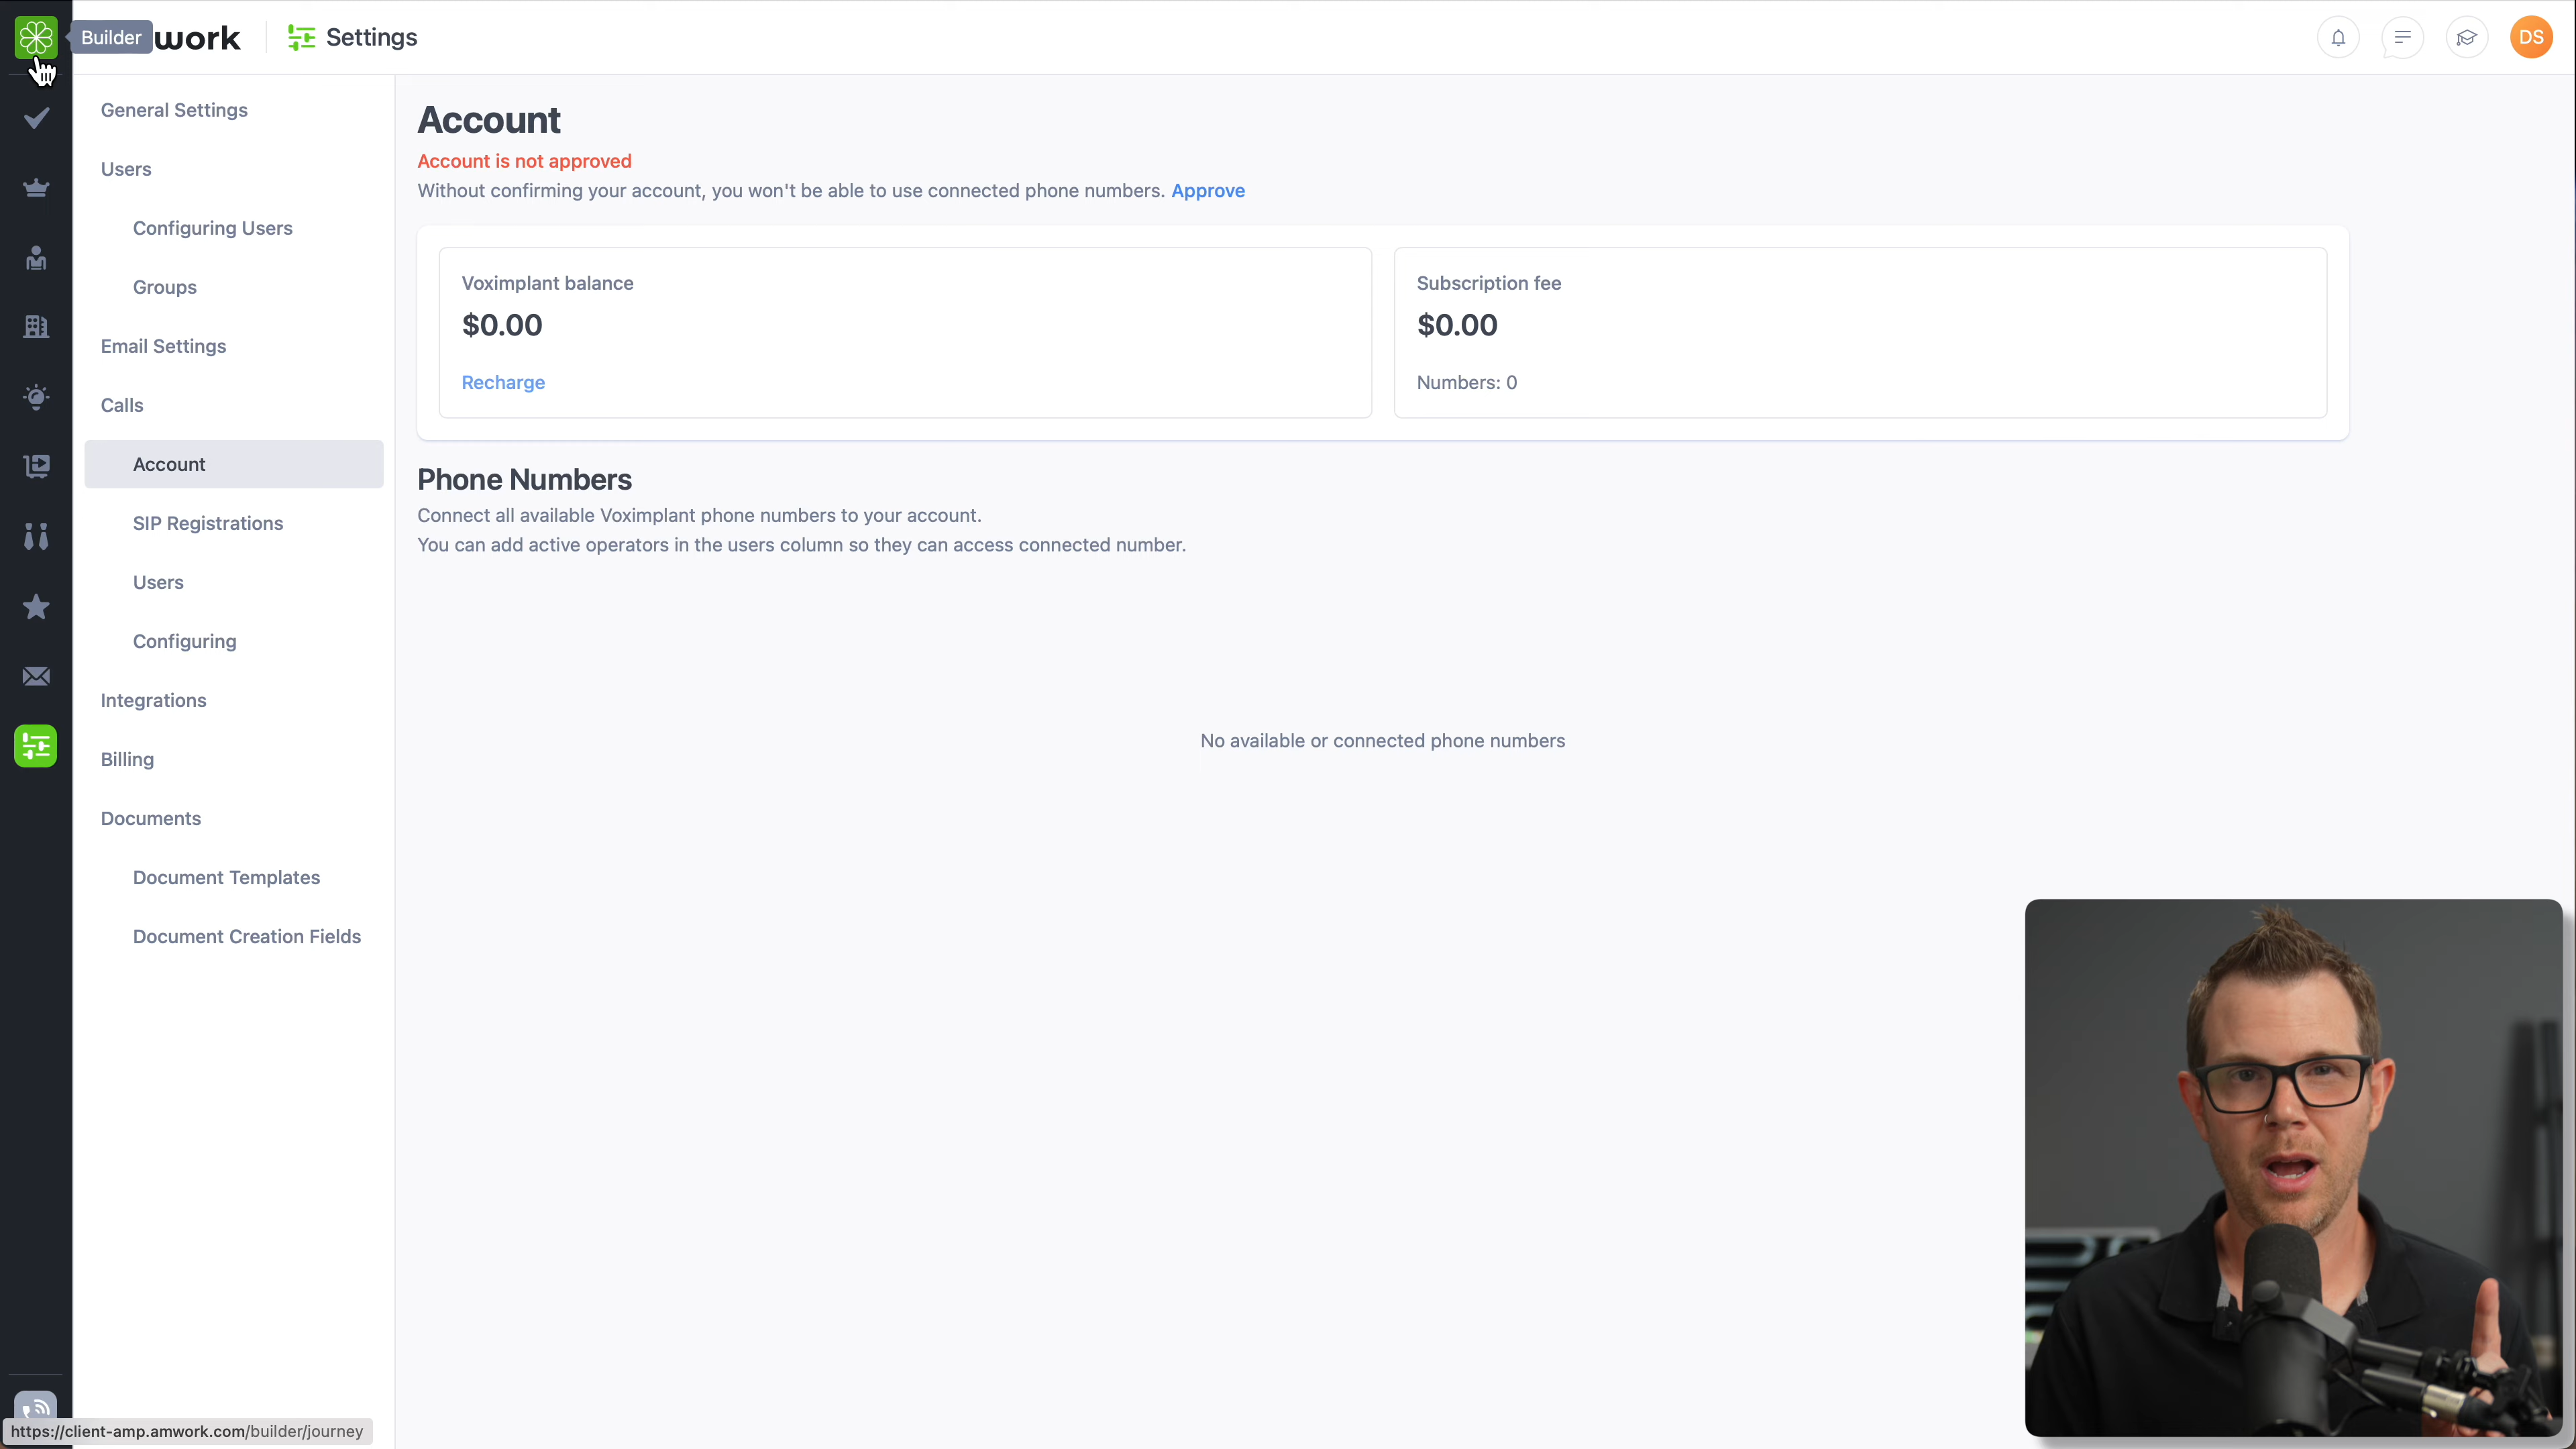 Builder
work
Settings
DS
General Settings
Users
Configuring Users
Groups
Email Settings
Calls
Account
SIP Registrations
Users
Configuring
Integrations
Billing
Documents
Document Templates
Document Creation Fields
Account
Account is not approved
Without confirming your account, you won't be able to use connected phone numbers. Approve
Voximplant balance
$0.00
Recharge
Subscription fee
$0.00
Numbers: 0
Phone Numbers
Connect all available Voximplant phone numbers to your account.
You can add active operators in the users column so they can access connected number.
No available or connected phone numbers
https://client-amp.amwork.com/builder/journey